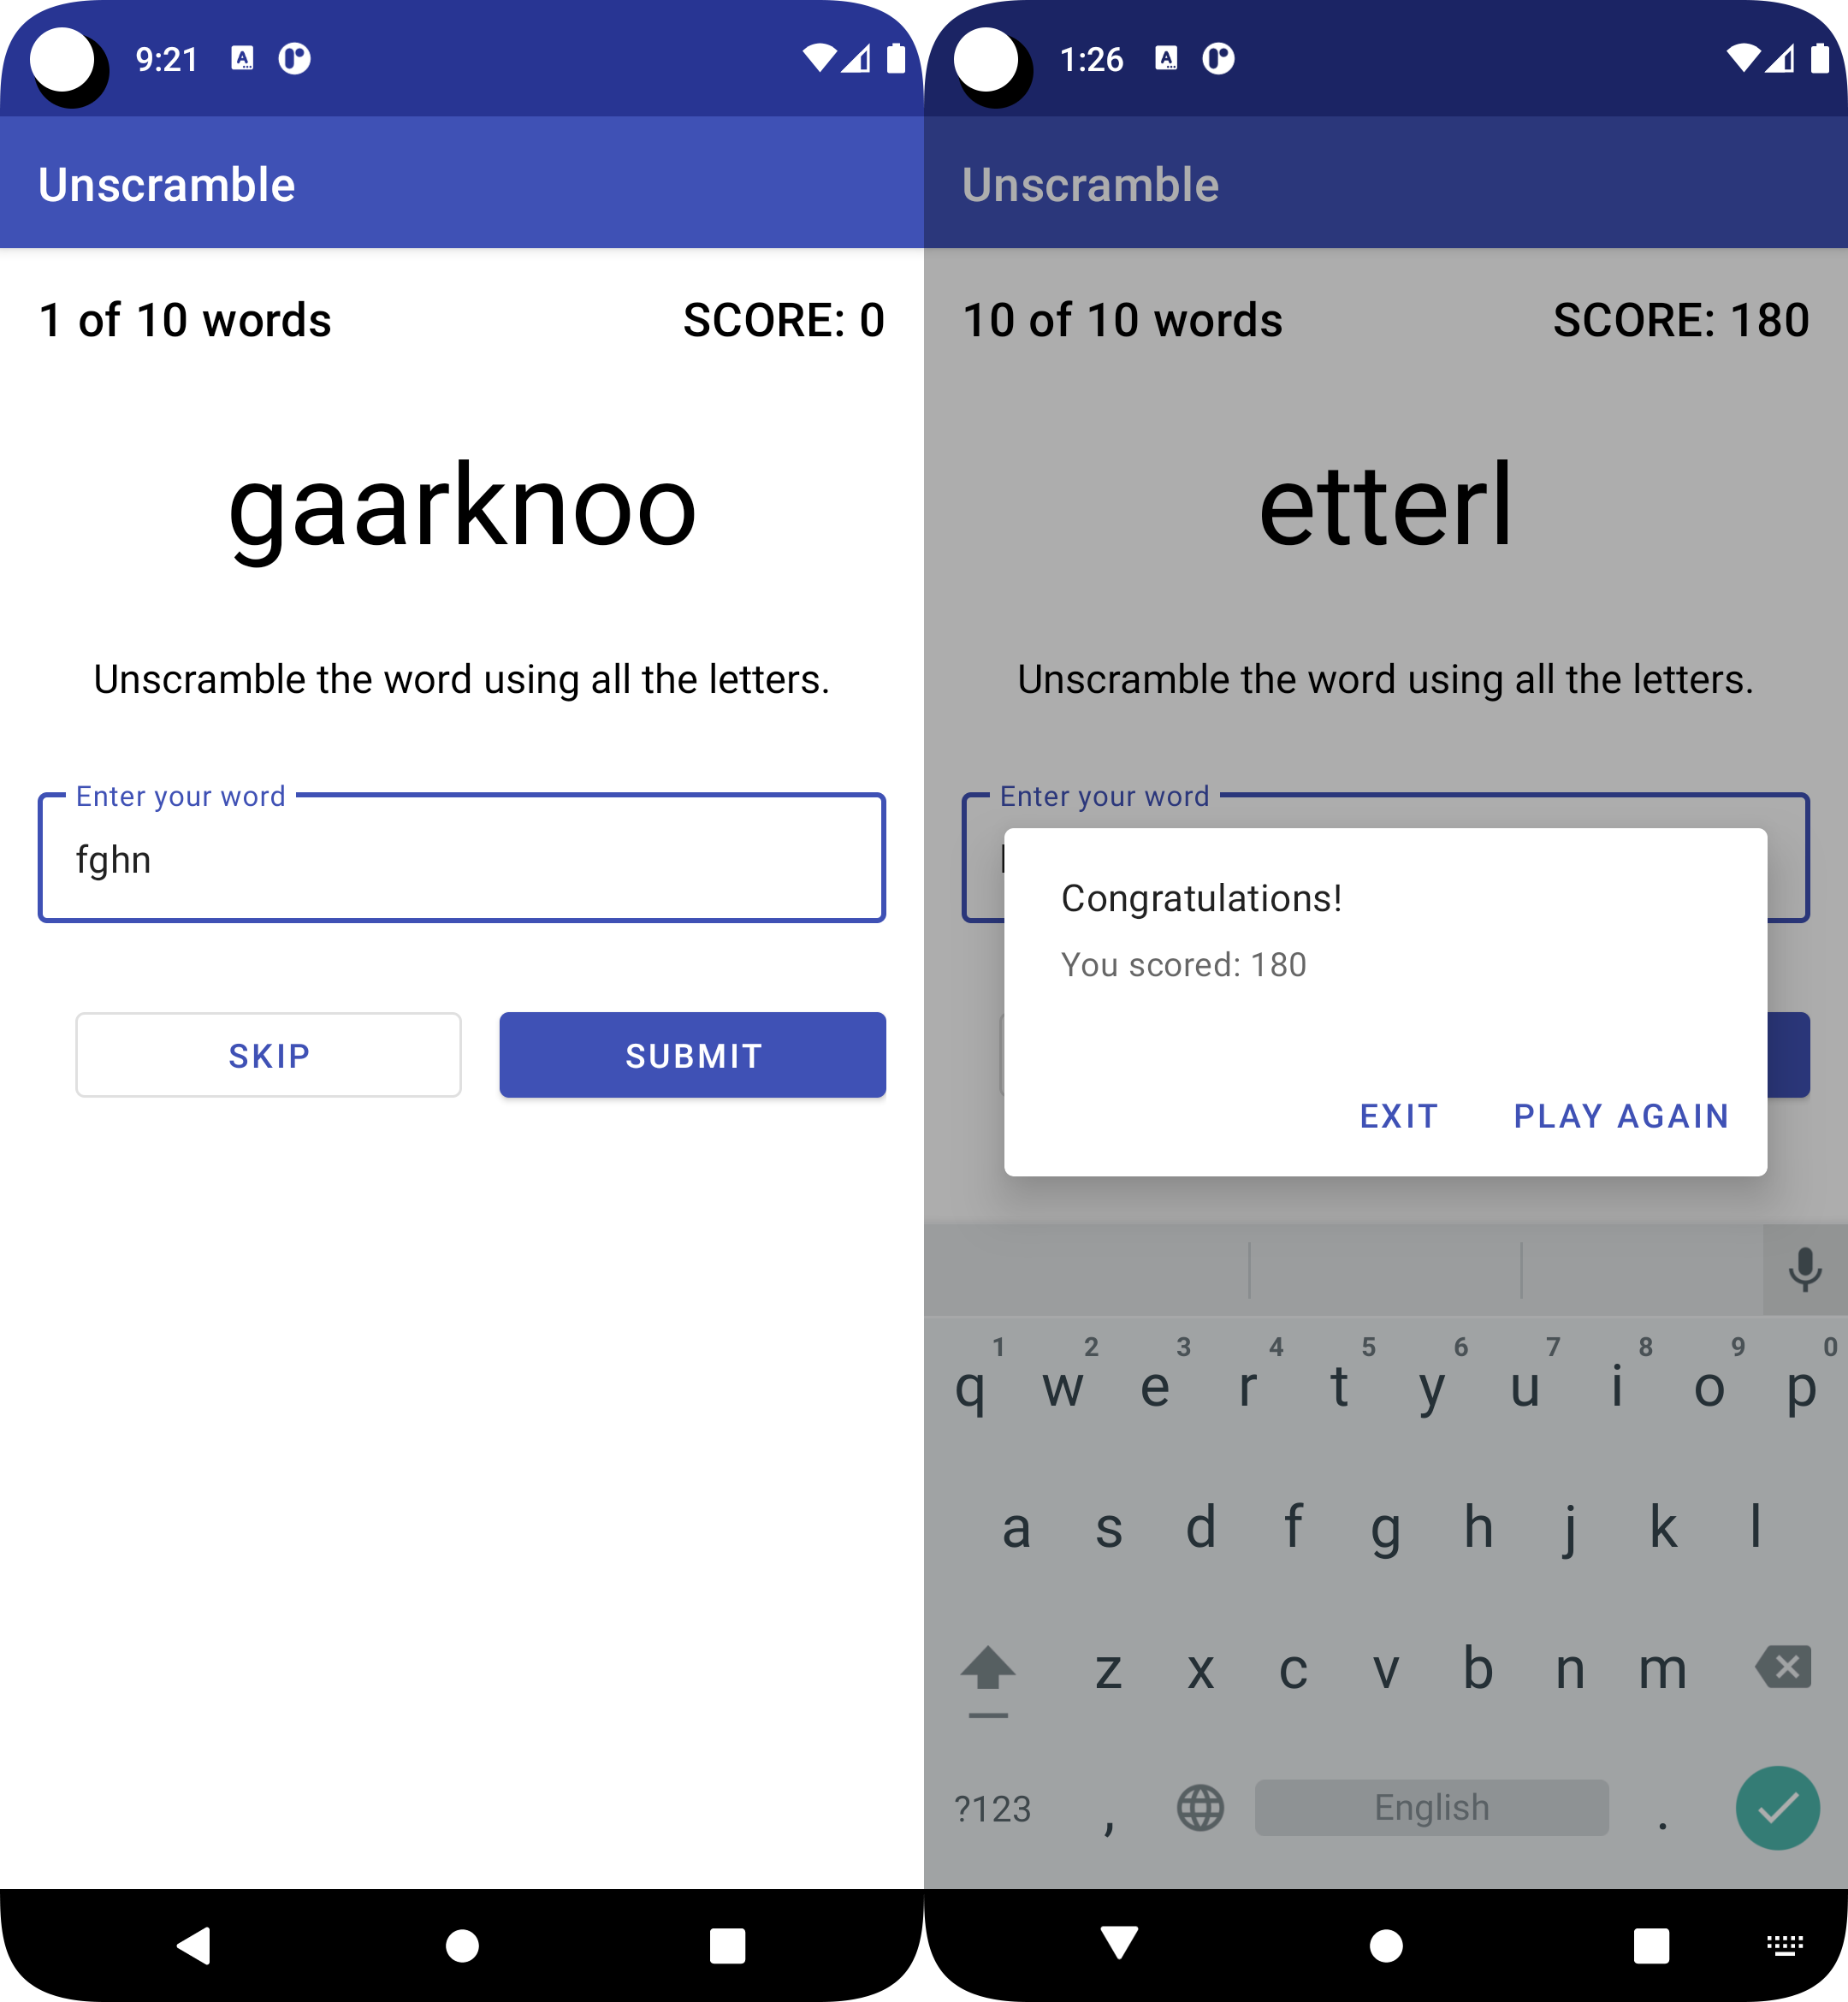 9:21
Unscramble
1 of 10 words SCORE: 0
gaarknoo
Unscramble the word using all the letters.
Enter your word
fghn
SKIP SUBMIT
1:26
Unscramble
10 of 10 words SCORE: 180
etterl
Unscramble the word using all the letters.
Enter your word
Congratulations!
You scored: 180
EXIT PLAY AGAIN
1 2 3 4 5 6 7 8 9 0
q w e r t y u i o p
a s d f g h j k l
z x c v b n m
?123 , English .